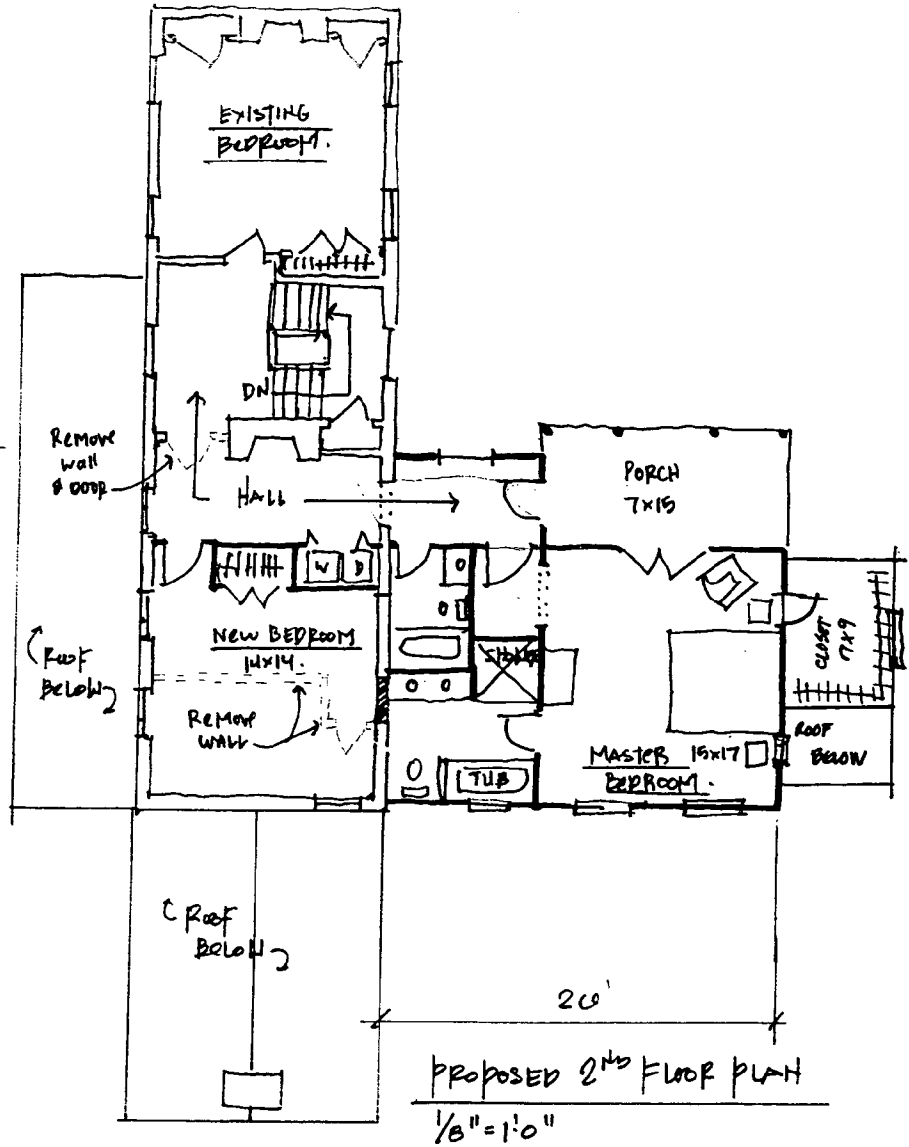 EXISTING
BEDROOM.
DN
Remove
wall
& DOOR
HALL
PORCH
7x15
W D
NEW BEDROOM
14x14.
ROOF
BELOW
REMOVE
WALL
SHOWER
CLOSET
7x9
ROOF
BELOW
MASTER 15x17
BEDROOM.
TUB
ROOF
BELOW
26'
PROPOSED 2ND FLOOR PLAN
1/8"=1'0"